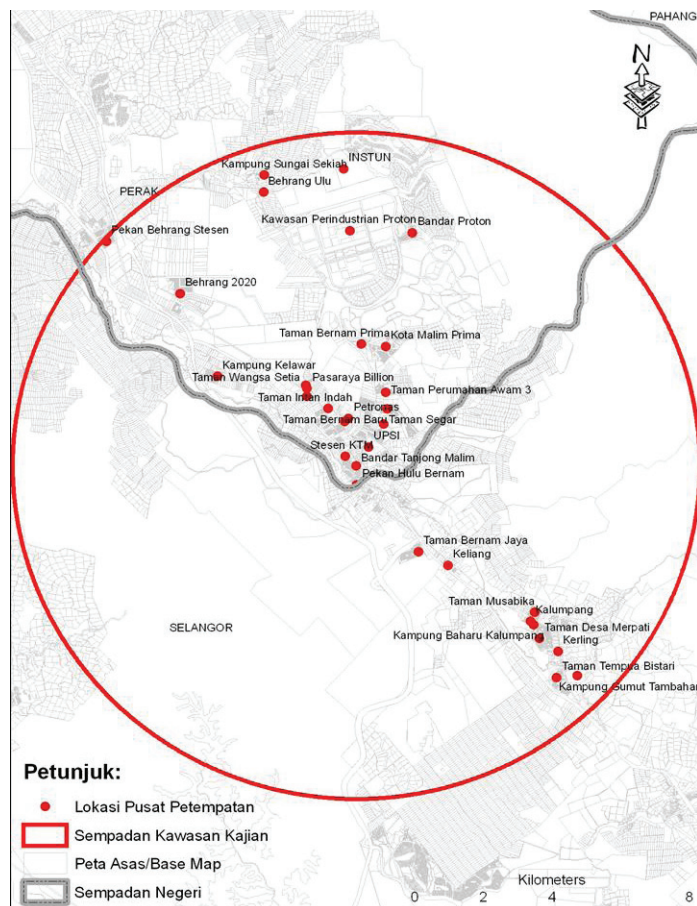 PAHANG
N
INSTUN
Kampung Sungai Sekiah
Behrang Ulu
PERAK
Kawasan Perindustrian Proton
Bandar Proton
Pekan Behrang Stesen
Behrang 2020
Taman Bernam Prima
Kota Malim Prima
Kampung Kelawar
Taman Wangsa Setia
Pasaraya Billion
Taman Perumahan Awam 3
Taman Intan Indah
Petronas
Taman Bernam Baru
Taman Segar
UPSI
Stesen KTM
Bandar Tanjong Malim
Pekan Hulu Bernam
Taman Bernam Jaya
Keliang
Taman Musabika
Kalumpang
Taman Desa Merpati
Kampung Baharu Kalumpang
Kerling
SELANGOR
Taman Tempua Bistari
Kampung Gumut Tambahan
Petunjuk:
Lokasi Pusat Petempatan
Sempadan Kawasan Kajian
Peta Asas/Base Map
Sempadan Negeri
Kilometers
0 2 4 8